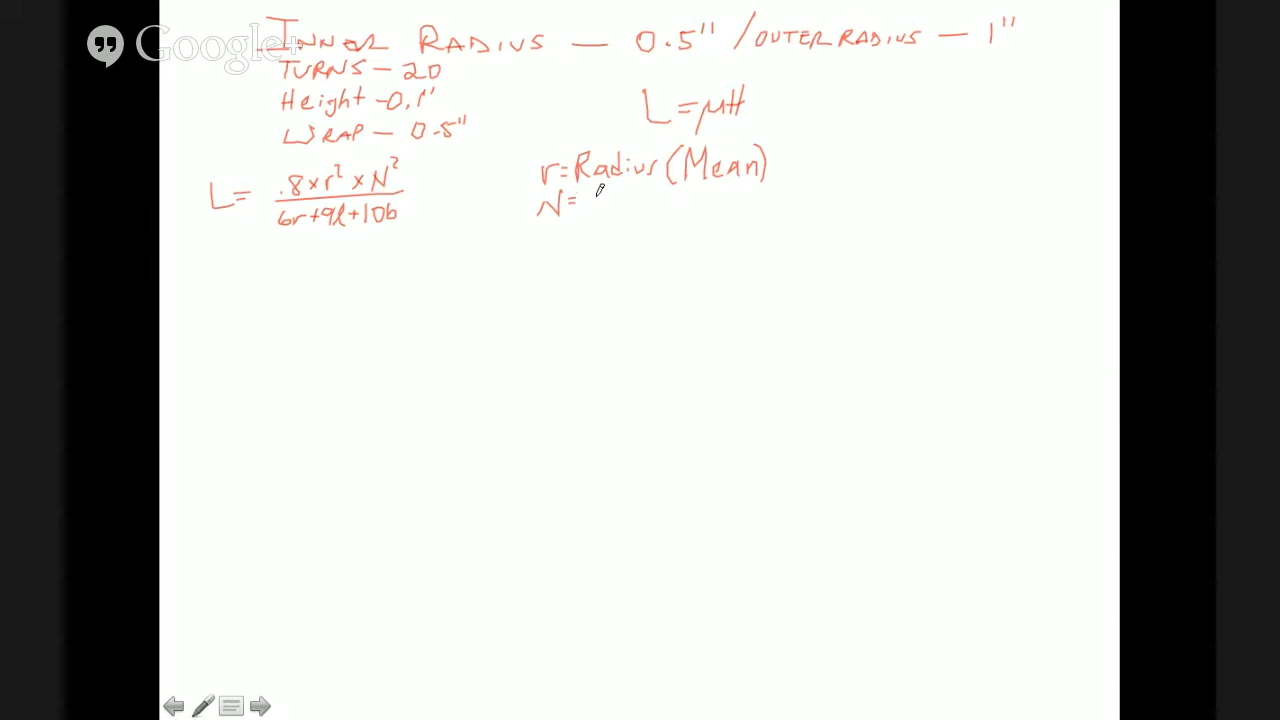 Google+
INNER RADIUS — 0.5" / OUTER RADIUS — 1"
TURNS — 20
Height - 0.1"
L = μH
WRAP — 0.5"
r = Radius (Mean)
L = .8 x r² x N²
6r + 9l + 10b
N =